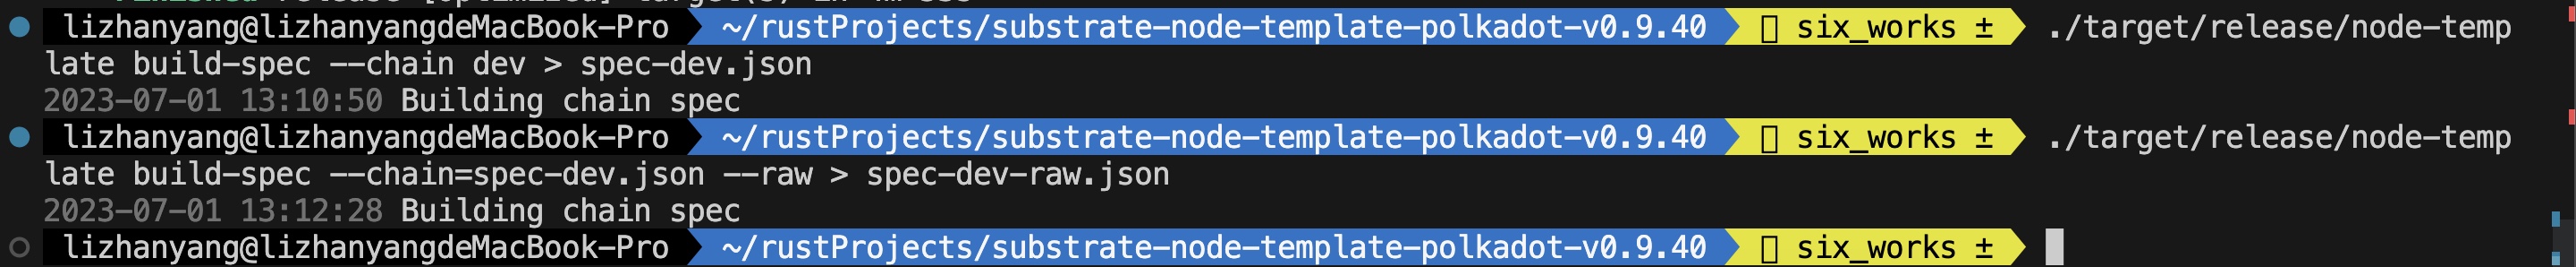 lizhanyang@lizhanyangdeMacBook-Pro ~/rustProjects/substrate-node-template-polkadot-v0.9.40 six_works ± ./target/release/node-temp
late build-spec --chain dev > spec-dev.json
2023-07-01 13:10:50 Building chain spec
lizhanyang@lizhanyangdeMacBook-Pro ~/rustProjects/substrate-node-template-polkadot-v0.9.40 six_works ± ./target/release/node-temp
late build-spec --chain=spec-dev.json --raw > spec-dev-raw.json
2023-07-01 13:12:28 Building chain spec
lizhanyang@lizhanyangdeMacBook-Pro ~/rustProjects/substrate-node-template-polkadot-v0.9.40 six_works ±